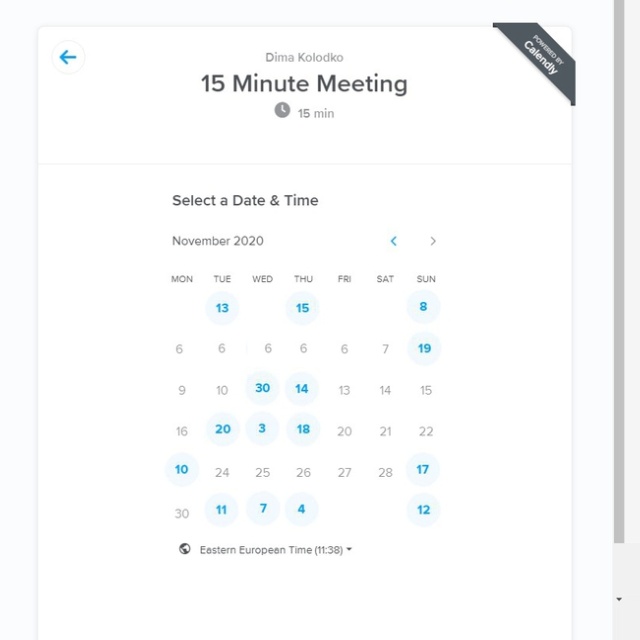 POWERED BY
Calendly
Dima Kolodko
15 Minute Meeting
15 min
Select a Date & Time
November 2020
MON TUE WED THU FRI SAT SUN
13 15 8
6 6 6 6 6 7 19
9 10 30 14 13 14 15
16 20 3 18 20 21 22
10 24 25 26 27 28 17
30 11 7 4 12
Eastern European Time (11:38)